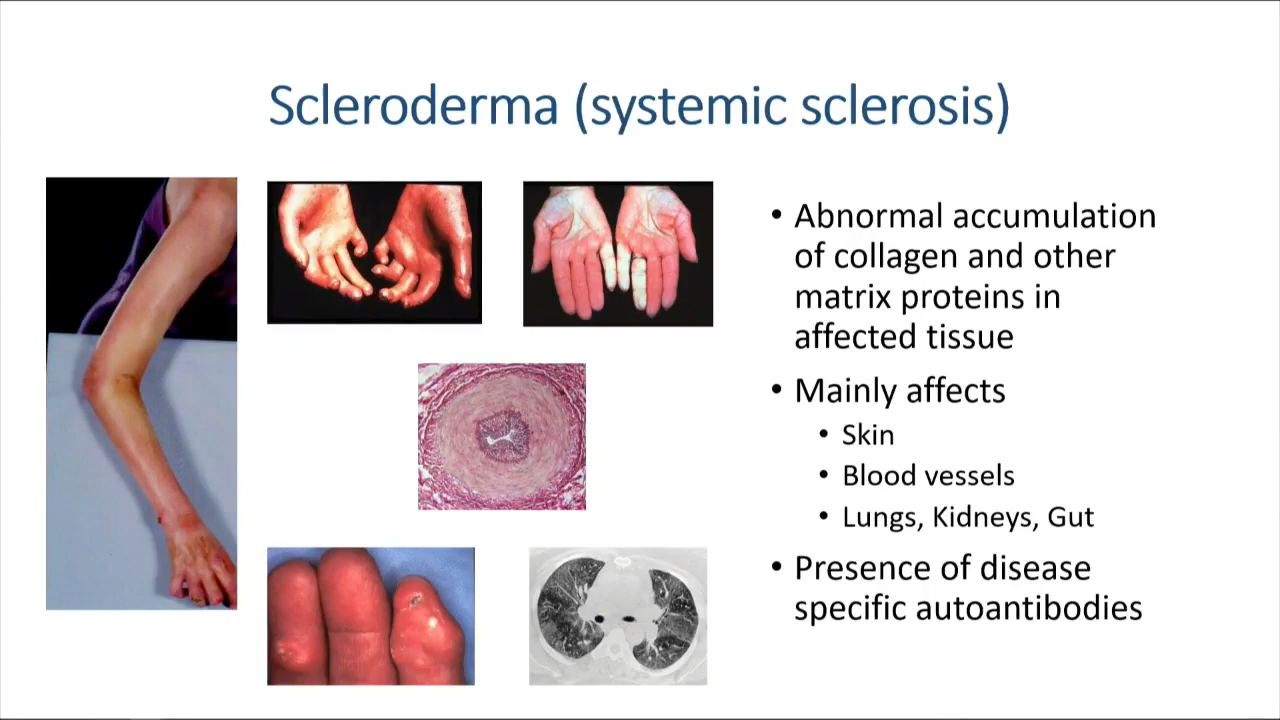 Scleroderma (systemic sclerosis)
• Abnormal accumulation
of collagen and other
matrix proteins in
affected tissue
• Mainly affects
• Skin
• Blood vessels
• Lungs, Kidneys, Gut
• Presence of disease
specific autoantibodies